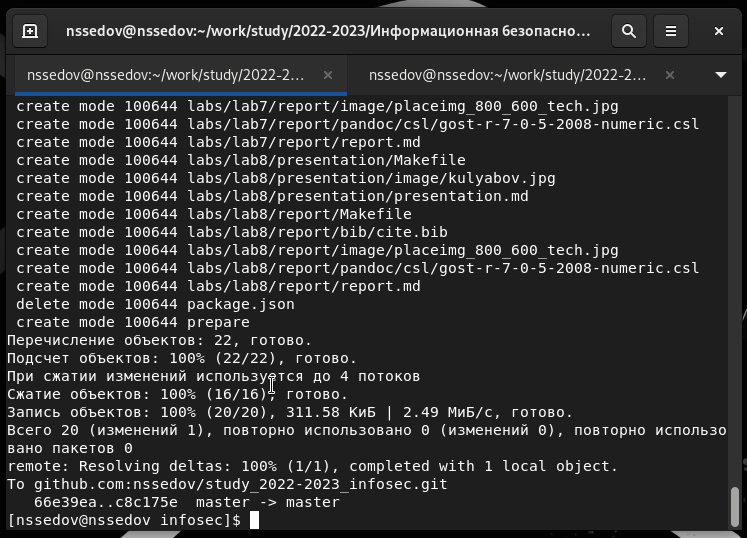 nssedov@nssedov:~/work/study/2022-2023/Информационная безопасно...
nssedov@nssedov:~/work/study/2022-2... × nssedov@nssedov:~/work/study/2022-2... ×
create mode 100644 labs/lab7/report/image/placeimg_800_600_tech.jpg
create mode 100644 labs/lab7/report/pandoc/csl/gost-r-7-0-5-2008-numeric.csl
create mode 100644 labs/lab7/report/report.md
create mode 100644 labs/lab8/presentation/Makefile
create mode 100644 labs/lab8/presentation/image/kulyabov.jpg
create mode 100644 labs/lab8/presentation/presentation.md
create mode 100644 labs/lab8/report/Makefile
create mode 100644 labs/lab8/report/bib/cite.bib
create mode 100644 labs/lab8/report/image/placeimg_800_600_tech.jpg
create mode 100644 labs/lab8/report/pandoc/csl/gost-r-7-0-5-2008-numeric.csl
create mode 100644 labs/lab8/report/report.md
delete mode 100644 package.json
create mode 100644 prepare
Перечисление объектов: 22, готово.
Подсчет объектов: 100% (22/22), готово.
При сжатии изменений используется до 4 потоков
Сжатие объектов: 100% (16/16), готово.
Запись объектов: 100% (20/20), 311.58 КиБ | 2.49 МиБ/с, готово.
Всего 20 (изменений 1), повторно использовано 0 (изменений 0), повторно использо
вано пакетов 0
remote: Resolving deltas: 100% (1/1), completed with 1 local object.
To github.com:nssedov/study_2022-2023_infosec.git
66e39ea..c8c175e  master -> master
[nssedov@nssedov infosec]$